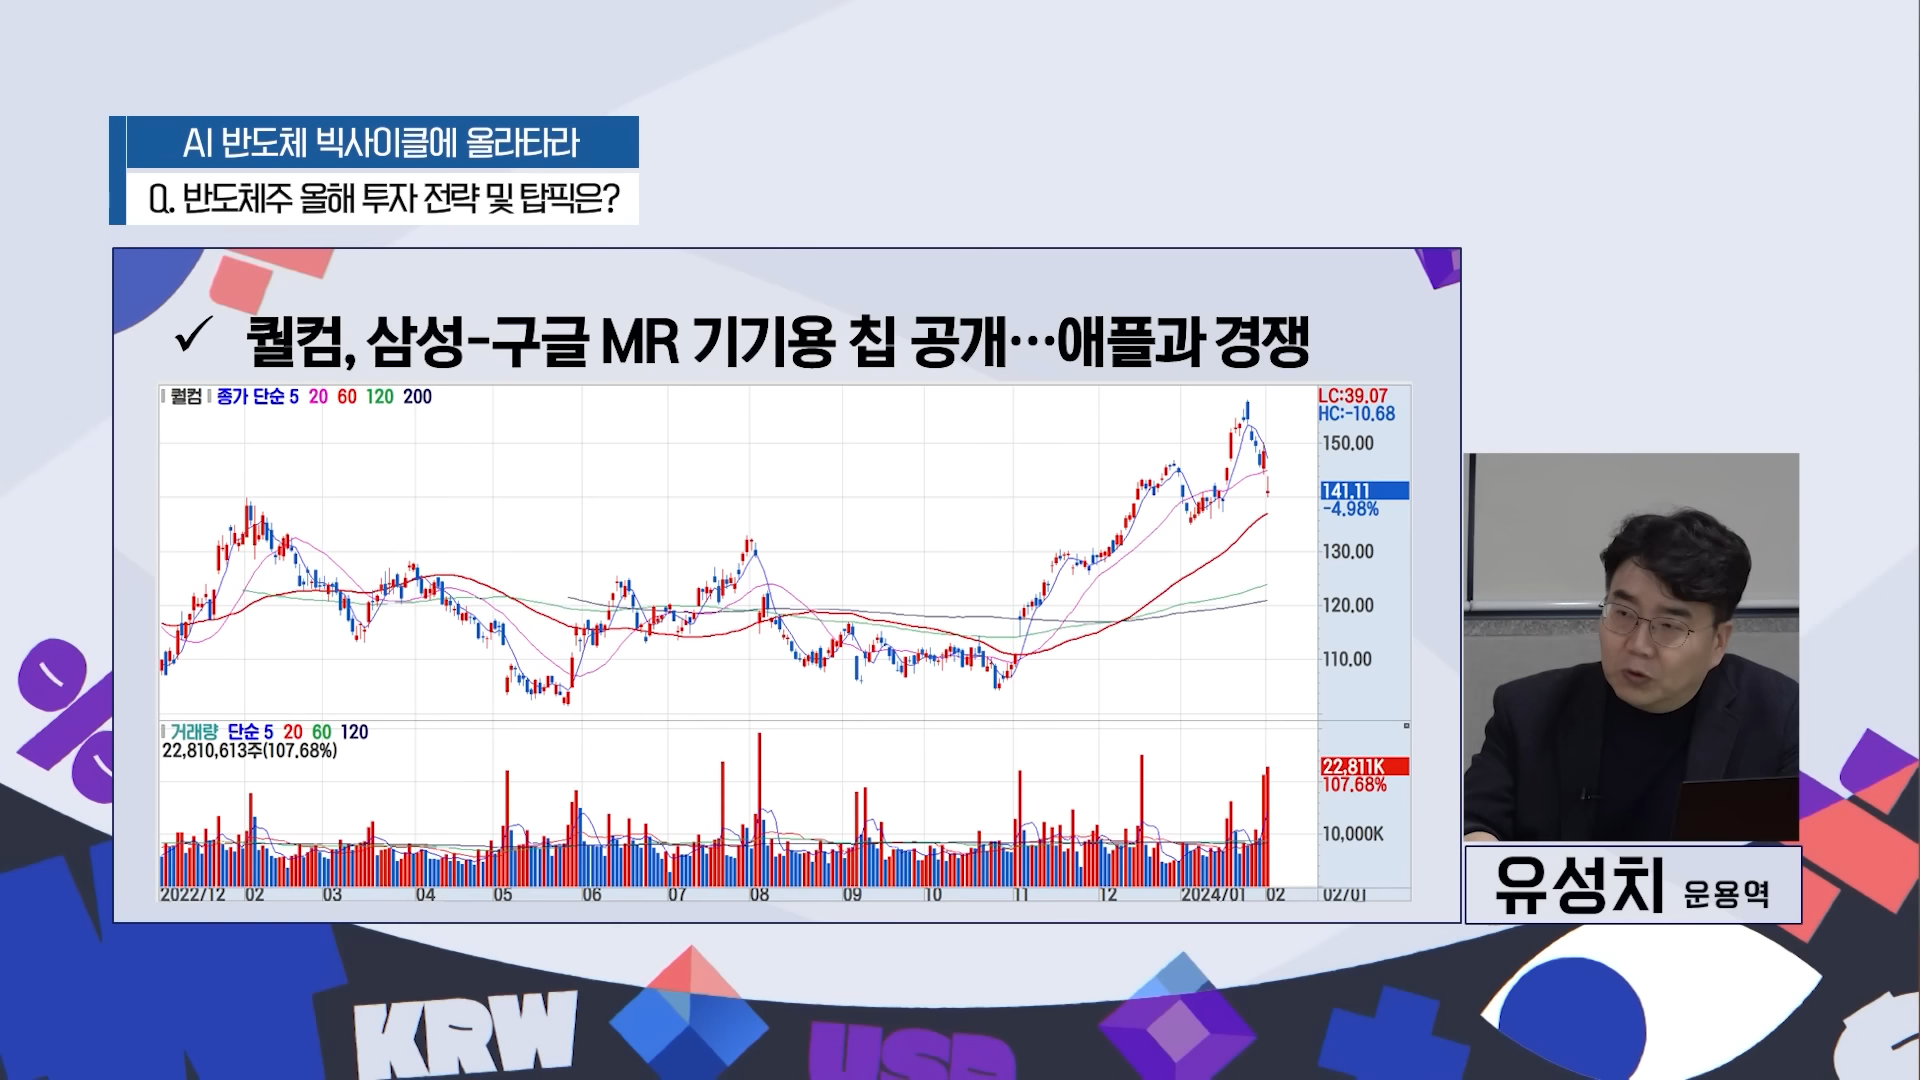 AI 반도체 빅사이클에 올라타라
Q. 반도체주 올해 투자 전략 및 탑픽은?
✓ 퀄컴, 삼성-구글 MR 기기용 칩 공개…애플과 경쟁
퀄컴 종가 단순 5 20 60 120 200
LC:39.07
HC:-10.68
150.00
141.11
-4.98%
130.00
120.00
110.00
거래량 단순 5 20 60 120
22,810,613주(107.68%)
22,811K
107.68%
10,000K
2022/12 02 03 04 05 06 07 08 09 10 11 12 2024/01 02 02/01
유성치 운용역
%
KRW
USD